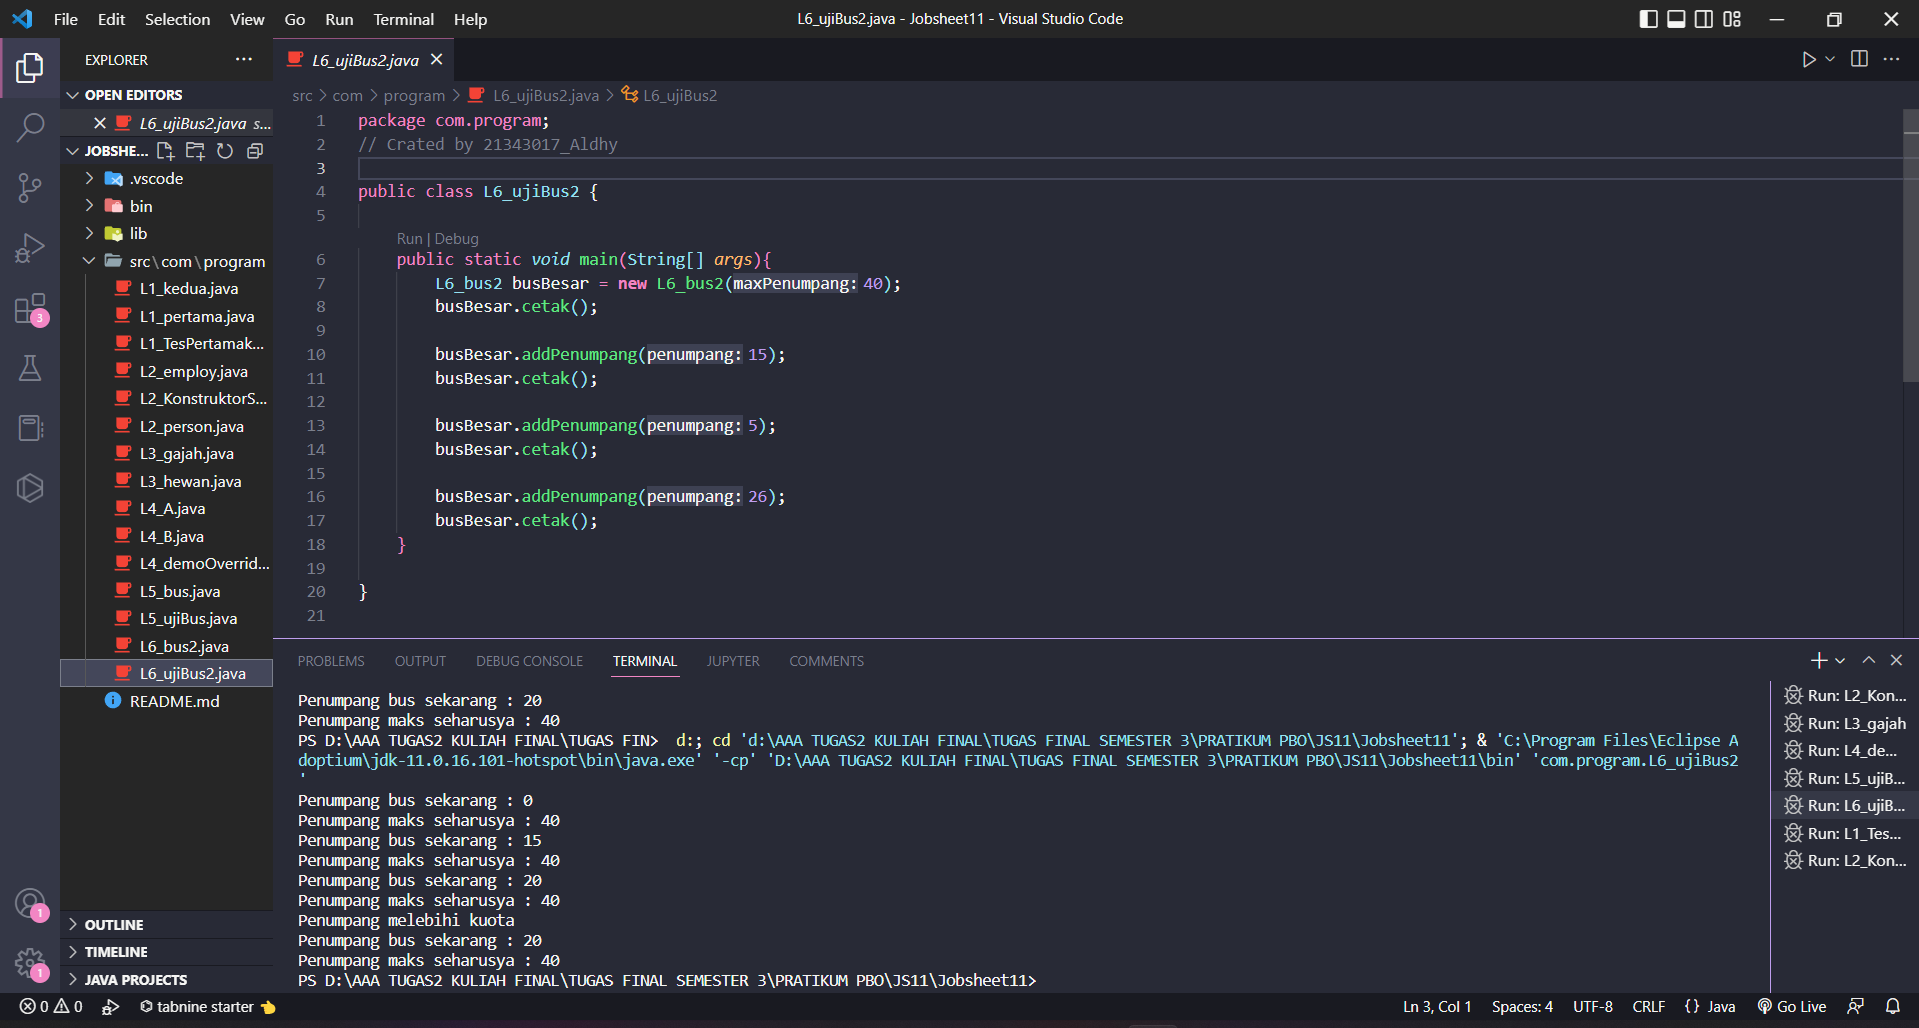 File Edit Selection View Go Run Terminal Help
L6_ujiBus2.java - Jobsheet11 - Visual Studio Code
EXPLORER
OPEN EDITORS
L6_ujiBus2.java s...
JOBSHE...
.vscode
bin
lib
src\com\program
L1_kedua.java
L1_pertama.java
L1_TesPertamak...
L2_employ.java
L2_KonstruktorS...
L2_person.java
L3_gajah.java
L3_hewan.java
L4_A.java
L4_B.java
L4_demoOverrid...
L5_bus.java
L5_ujiBus.java
L6_bus2.java
L6_ujiBus2.java
README.md
OUTLINE
TIMELINE
JAVA PROJECTS
3
1
1
L6_ujiBus2.java
src > com > program > L6_ujiBus2.java > L6_ujiBus2
1 package com.program;
2 // Crated by 21343017_Aldhy
3
4 public class L6_ujiBus2 {
5
Run | Debug
6 public static void main(String[] args){
7 L6_bus2 busBesar = new L6_bus2(maxPenumpang: 40);
8 busBesar.cetak();
9
10 busBesar.addPenumpang(penumpang: 15);
11 busBesar.cetak();
12
13 busBesar.addPenumpang(penumpang: 5);
14 busBesar.cetak();
15
16 busBesar.addPenumpang(penumpang: 26);
17 busBesar.cetak();
18 }
19
20 }
21
PROBLEMS OUTPUT DEBUG CONSOLE TERMINAL JUPYTER COMMENTS
Penumpang bus sekarang : 20
Penumpang maks seharusya : 40
PS D:\AAA TUGAS2 KULIAH FINAL\TUGAS FIN> d:; cd 'd:\AAA TUGAS2 KULIAH FINAL\TUGAS FINAL SEMESTER 3\PRATIKUM PBO\JS11\Jobsheet11'; & 'C:\Program Files\Eclipse A
doptium\jdk-11.0.16.101-hotspot\bin\java.exe' '-cp' 'D:\AAA TUGAS2 KULIAH FINAL\TUGAS FINAL SEMESTER 3\PRATIKUM PBO\JS11\Jobsheet11\bin' 'com.program.L6_ujiBus2
'
Penumpang bus sekarang : 0
Penumpang maks seharusya : 40
Penumpang bus sekarang : 15
Penumpang maks seharusya : 40
Penumpang bus sekarang : 20
Penumpang maks seharusya : 40
Penumpang melebihi kuota
Penumpang bus sekarang : 20
Penumpang maks seharusya : 40
PS D:\AAA TUGAS2 KULIAH FINAL\TUGAS FINAL SEMESTER 3\PRATIKUM PBO\JS11\Jobsheet11>
Run: L2_Kon...
Run: L3_gajah
Run: L4_de...
Run: L5_ujiB...
Run: L6_ujiB...
Run: L1_Tes...
Run: L2_Kon...
0 0 tabnine starter
Ln 3, Col 1 Spaces: 4 UTF-8 CRLF {} Java Go Live